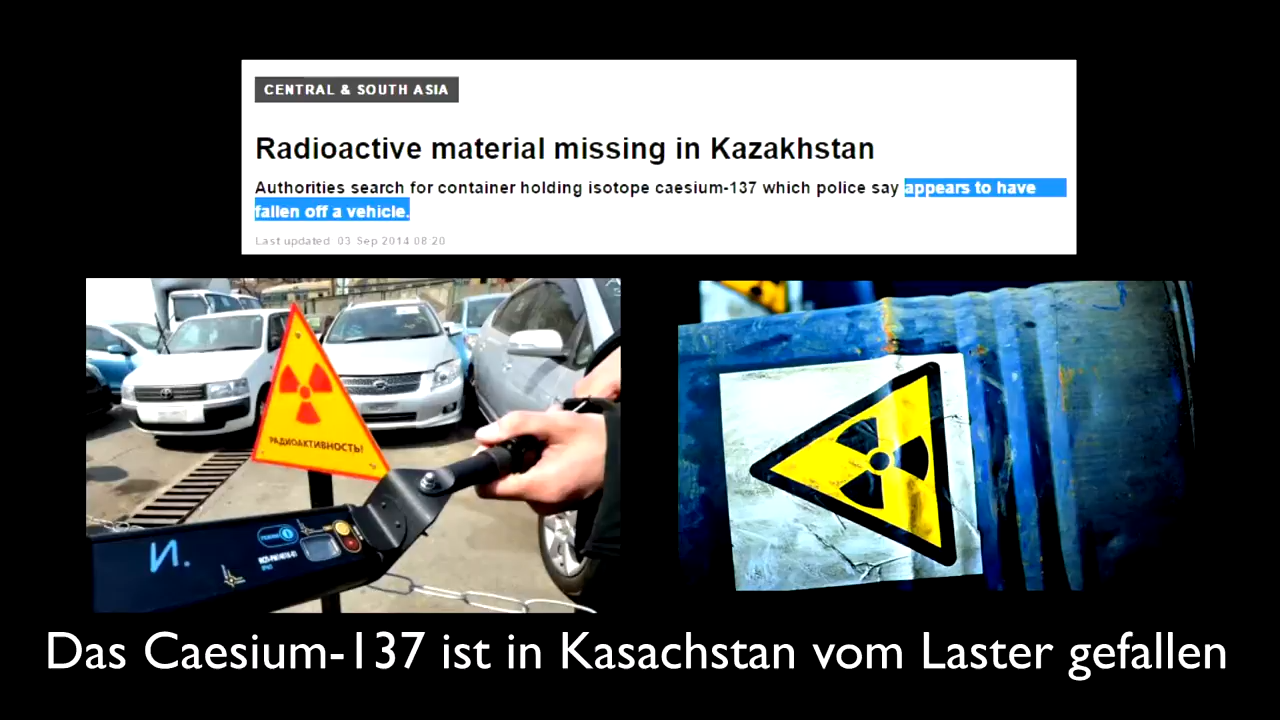 CENTRAL & SOUTH ASIA
Radioactive material missing in Kazakhstan
Authorities search for container holding isotope caesium-137 which police say appears to have
fallen off a vehicle.
Last updated 03 Sep 2014 08:20
РАДИОАКТИВНОСТЬ!
И.
Das Caesium-137 ist in Kasachstan vom Laster gefallen